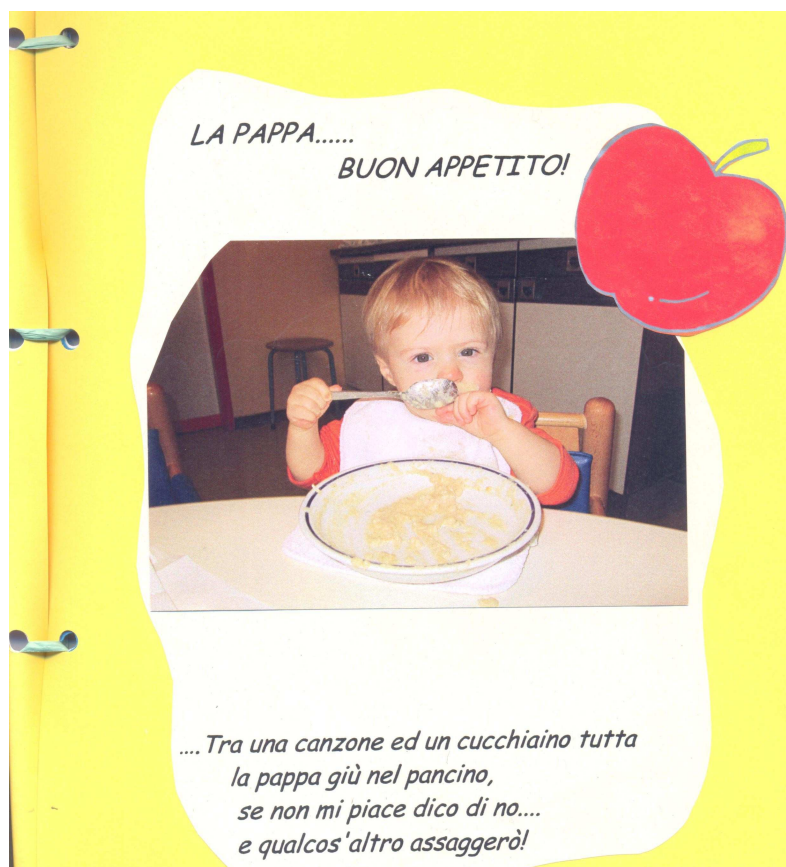 LA PAPPA......
BUON APPETITO!
.... Tra una canzone ed un cucchiaino tutta
la pappa giù nel pancino,
se non mi piace dico di no....
e qualcos'altro assaggerò!